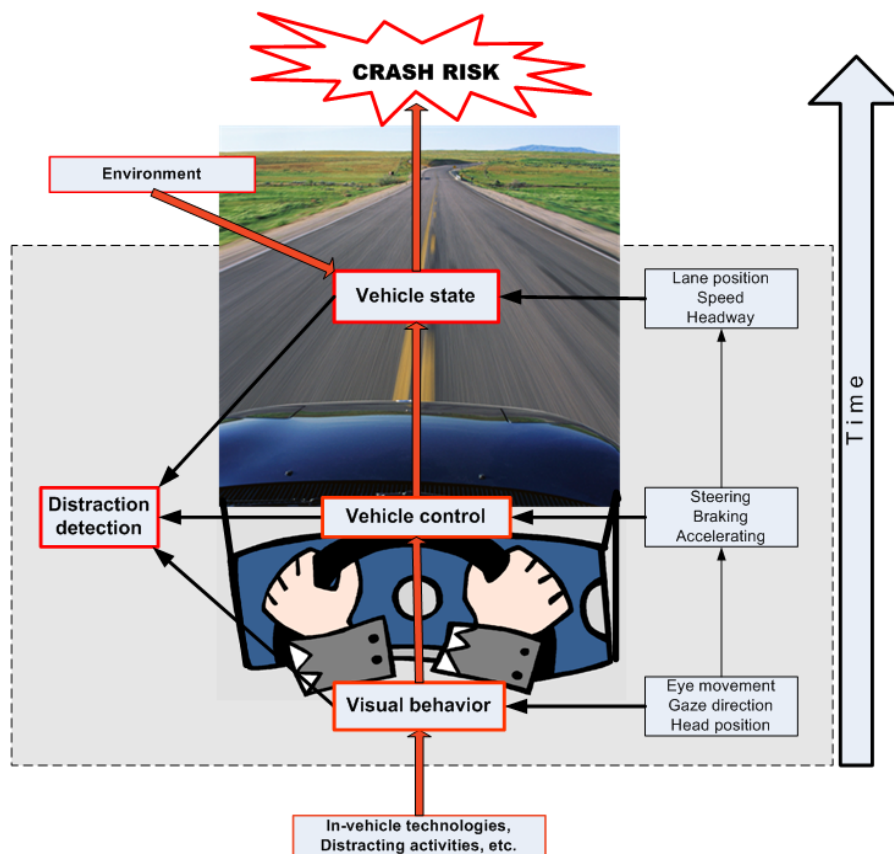 CRASH RISK
Environment
Vehicle state
Lane position
Speed
Headway
Time
Distraction
detection
Vehicle control
Steering
Braking
Accelerating
Visual behavior
Eye movement
Gaze direction
Head position
In-vehicle technologies,
Distracting activities, etc.